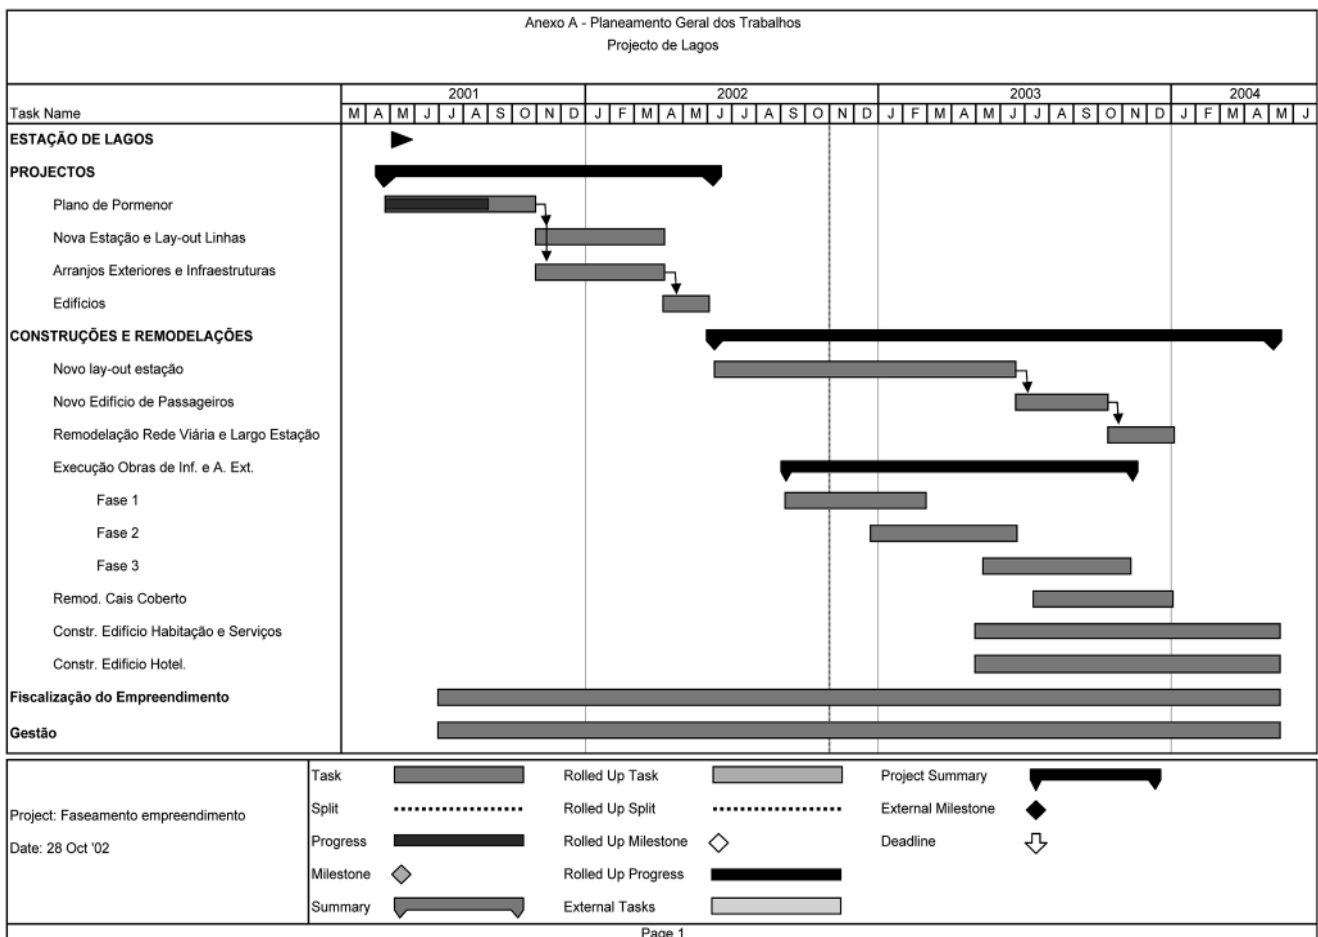 Anexo A - Planeamento Geral dos Trabalhos
Projecto de Lagos
2001 2002 2003 2004
Task Name M A M J J A S O N D J F M A M J J A S O N D J F M A M J J A S O N D J F M A M J
ESTAÇÃO DE LAGOS
PROJECTOS
Plano de Pormenor
Nova Estação e Lay-out Linhas
Arranjos Exteriores e Infraestruturas
Edifícios
CONSTRUÇÕES E REMODELAÇÕES
Novo lay-out estação
Novo Edifício de Passageiros
Remodelação Rede Viária e Largo Estação
Execução Obras de Inf. e A. Ext.
Fase 1
Fase 2
Fase 3
Remod. Cais Coberto
Constr. Edifício Habitação e Serviços
Constr. Edificio Hotel.
Fiscalização do Empreendimento
Gestão
Project: Faseamento empreendimento
Date: 28 Oct '02
Task
Split
Progress
Milestone
Summary
Rolled Up Task
Rolled Up Split
Rolled Up Milestone
Rolled Up Progress
External Tasks
Project Summary
External Milestone
Deadline
Page 1